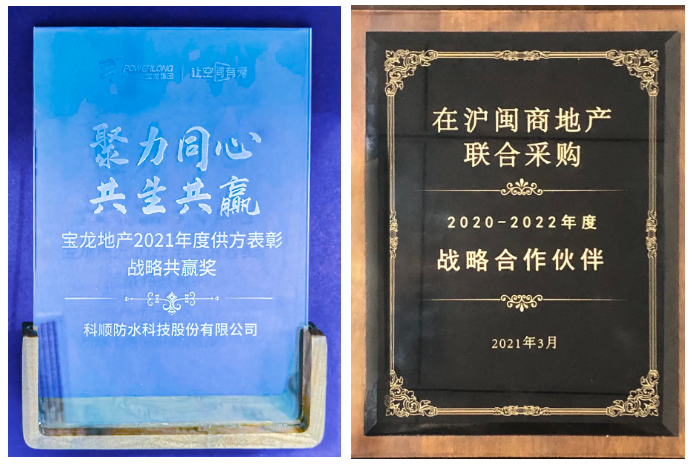 POWERLONG
宝龙地产
让空间有爱
聚力同心
共生共赢
宝龙地产2021年度供方表彰
战略共赢奖
科顺防水科技股份有限公司
在沪闽商地产
联合采购
2020-2022年度
战略合作伙伴
2021年3月